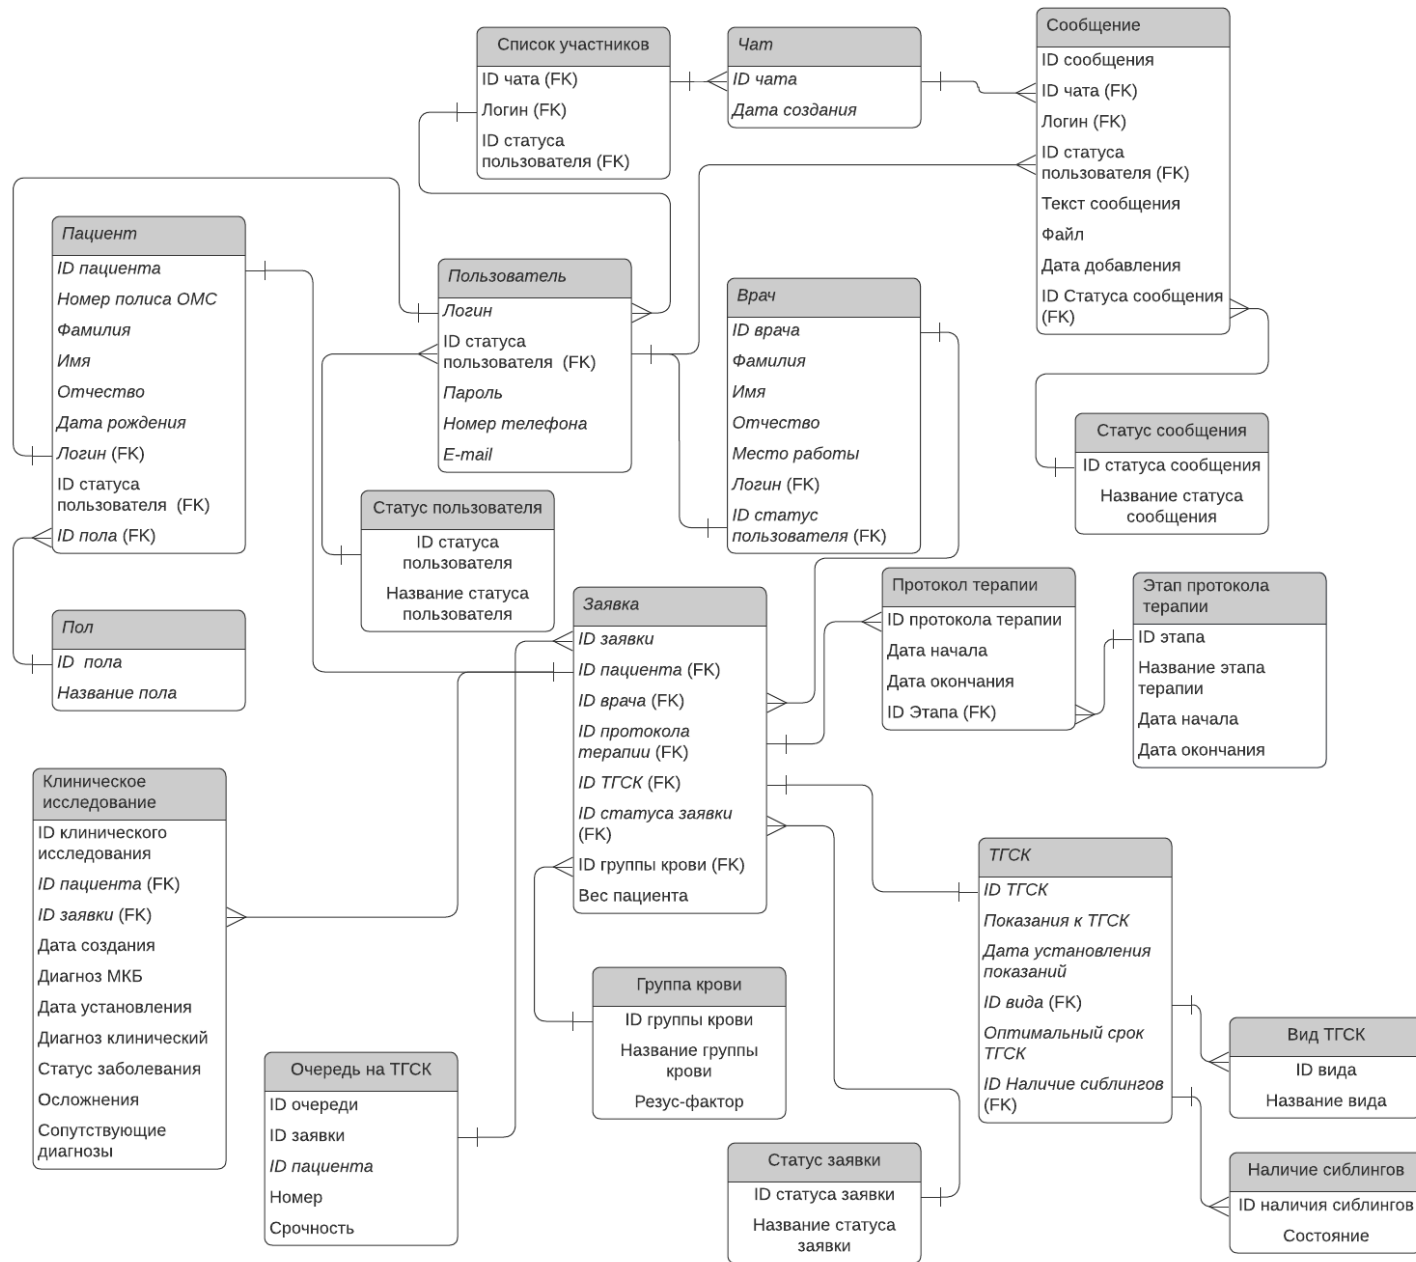 Список участников
ID чата (FK)
Логин (FK)
ID статуса
пользователя (FK)
Чат
ID чата
Дата создания
Сообщение
ID сообщения
ID чата (FK)
Логин (FK)
ID статуса
пользователя (FK)
Текст сообщения
Файл
Дата добавления
ID Статуса сообщения
(FK)
Пациент
ID пациента
Номер полиса ОМС
Фамилия
Имя
Отчество
Дата рождения
Логин (FK)
ID статуса
пользователя (FK)
ID пола (FK)
Пользователь
Логин
ID статуса
пользователя (FK)
Пароль
Номер телефона
E-mail
Врач
ID врача
Фамилия
Имя
Отчество
Место работы
Логин (FK)
ID статус
пользователя (FK)
Статус сообщения
ID статуса сообщения
Название статуса
сообщения
Статус пользователя
ID статуса
пользователя
Название статуса
пользователя
Пол
ID пола
Название пола
Заявка
ID заявки
ID пациента (FK)
ID врача (FK)
ID протокола
терапии (FK)
ID ТГСК (FK)
ID статуса заявки
(FK)
ID группы крови (FK)
Вес пациента
Протокол терапии
ID протокола терапии
Дата начала
Дата окончания
ID Этапа (FK)
Этап протокола
терапии
ID этапа
Название этапа
терапии
Дата начала
Дата окончания
Клиническое
исследование
ID клинического
исследования
ID пациента (FK)
ID заявки (FK)
Дата создания
Диагноз МКБ
Дата установления
Диагноз клинический
Статус заболевания
Осложнения
Сопутствующие
диагнозы
ТГСК
ID ТГСК
Показания к ТГСК
Дата установления
показаний
ID вида (FK)
Оптимальный срок
ТГСК
ID Наличие сиблингов
(FK)
Группа крови
ID группы крови
Название группы
крови
Резус-фактор
Вид ТГСК
ID вида
Название вида
Очередь на ТГСК
ID очереди
ID заявки
ID пациента
Номер
Срочность
Статус заявки
ID статуса заявки
Название статуса
заявки
Наличие сиблингов
ID наличия сиблингов
Состояние